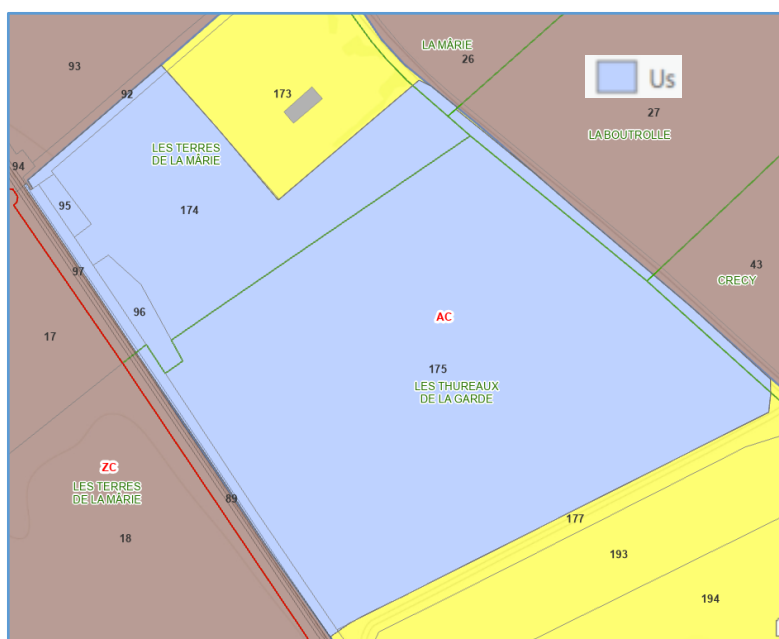 LA MÂRIE
26
93
Us
92
173
27
LA BOUTROLLE
LES TERRES
DE LA MÂRIE
94
95
174
97
43
CRECY
96
AC
17
175
LES THUREAUX
DE LA GARDE
ZC
LES TERRES
DE LA MÂRIE
89
177
18
193
194